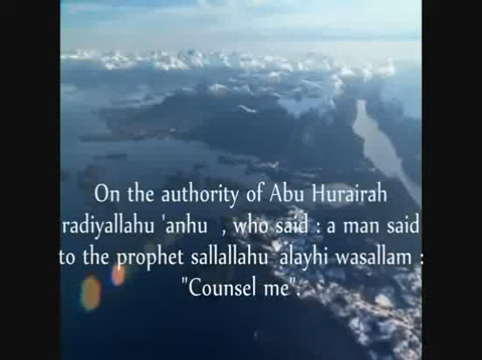 On the authority of Abu Hurairah
radiyallahu 'anhu , who said : a man said
to the prophet sallallahu alayhi wasallam :
"Counsel me".